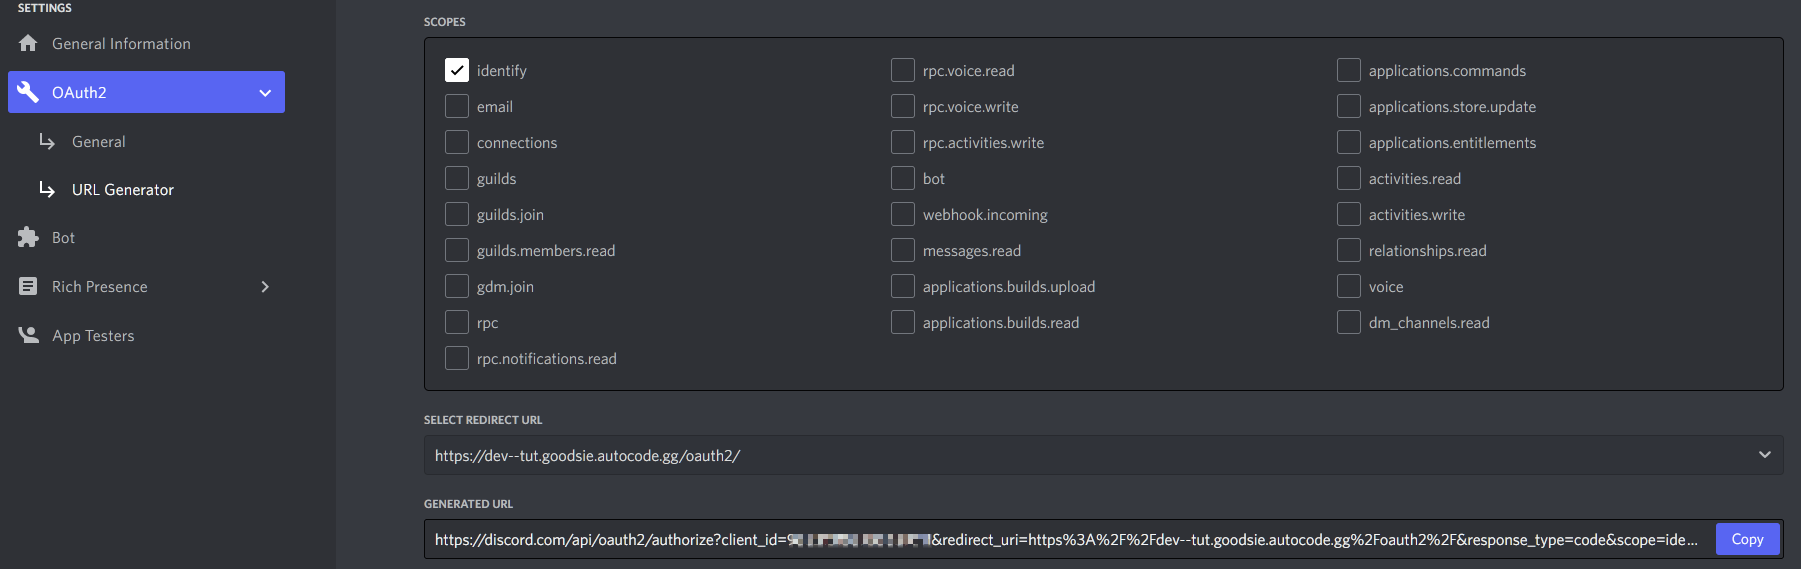 SETTINGS
General Information
OAuth2
General
URL Generator
Bot
Rich Presence
App Testers
SCOPES
identify
email
connections
guilds
guilds.join
guilds.members.read
gdm.join
rpc
rpc.notifications.read
rpc.voice.read
rpc.voice.write
rpc.activities.write
bot
webhook.incoming
messages.read
applications.builds.upload
applications.builds.read
applications.commands
applications.store.update
applications.entitlements
activities.read
activities.write
relationships.read
voice
dm_channels.read
SELECT REDIRECT URL
https://dev--tut.goodsie.autocode.gg/oauth2/
GENERATED URL
https://discord.com/api/oauth2/authorize?client_id= &redirect_uri=https%3A%2F%2Fdev--tut.goodsie.autocode.gg%2Foauth2%2F&response_type=code&scope=ide...
Copy